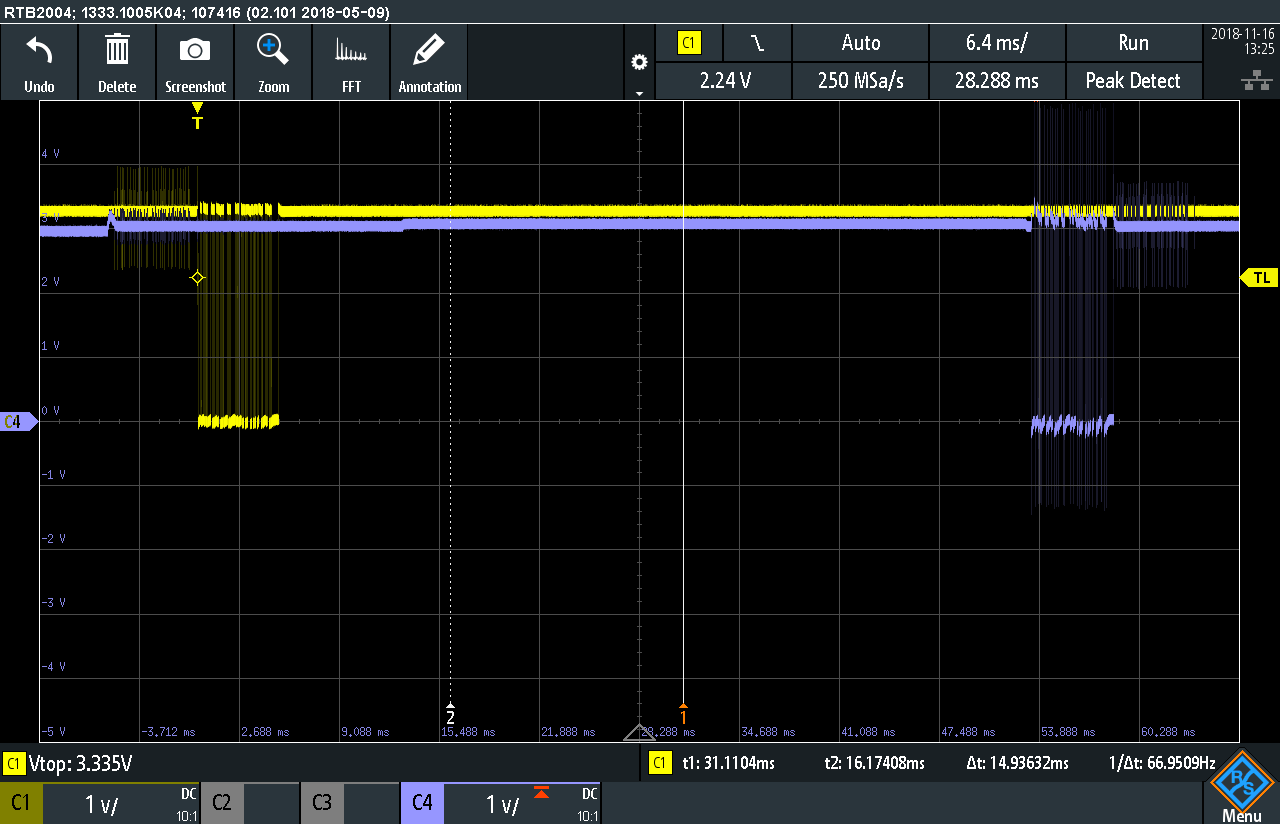 RTB2004; 1333.1005K04; 107416 (02.101 2018-05-09)
Undo Delete Screenshot Zoom FFT Annotation
C1 Auto 6.4 ms/ Run
2.24 V 250 MSa/s 28.288 ms Peak Detect
2018-11-16
13:25
T
4 V
3 V
2 V
TL
1 V
0 V
C4
-1 V
-2 V
-3 V
-4 V
2 1
-5 V -3,712 ms 2,688 ms 9,088 ms 15,488 ms 21,888 ms 28,288 ms 34,688 ms 41,088 ms 47,488 ms 53,888 ms 60,288 ms
C1 Vtop: 3.335V C1 t1: 31.1104ms t2: 16.17408ms Δt: 14.93632ms 1/Δt: 66.9509Hz
C1 1 V/ DC 10:1 C2 C3 C4 1 V/ DC 10:1
R S
Menu